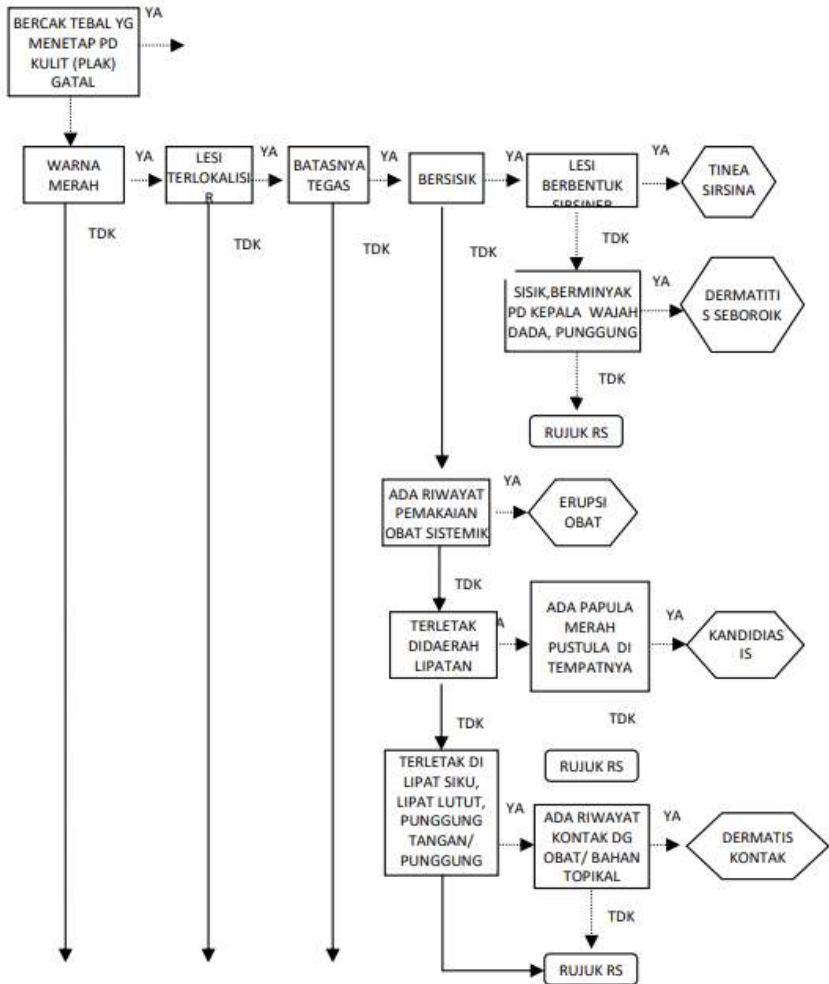 BERCAK TEBAL YG
MENETAP PD
KULIT (PLAK)
GATAL
YA
WARNA
MERAH
YA
LESI
TERLOKALISI
R
YA
BATASNYA
TEGAS
YA
BERSISIK
YA
LESI
BERBENTUK
SIRSINER
YA
TINEA
SIRSINA
TDK
TDK
TDK
TDK
TDK
SISIK,BERMINYAK
PD KEPALA WAJAH
DADA, PUNGGUNG
YA
DERMATITI
S SEBOROIK
TDK
RUJUK RS
ADA RIWAYAT
PEMAKAIAN
OBAT SISTEMIK
YA
ERUPSI
OBAT
TDK
TERLETAK
DIDAERAH
LIPATAN
A
ADA PAPULA
MERAH
PUSTULA DI
TEMPATNYA
YA
KANDIDIAS
IS
TDK
TDK
RUJUK RS
TERLETAK DI
LIPAT SIKU,
LIPAT LUTUT,
PUNGGUNG
TANGAN/
PUNGGUNG
YA
ADA RIWAYAT
KONTAK DG
OBAT/ BAHAN
TOPIKAL
YA
DERMATIS
KONTAK
TDK
RUJUK RS